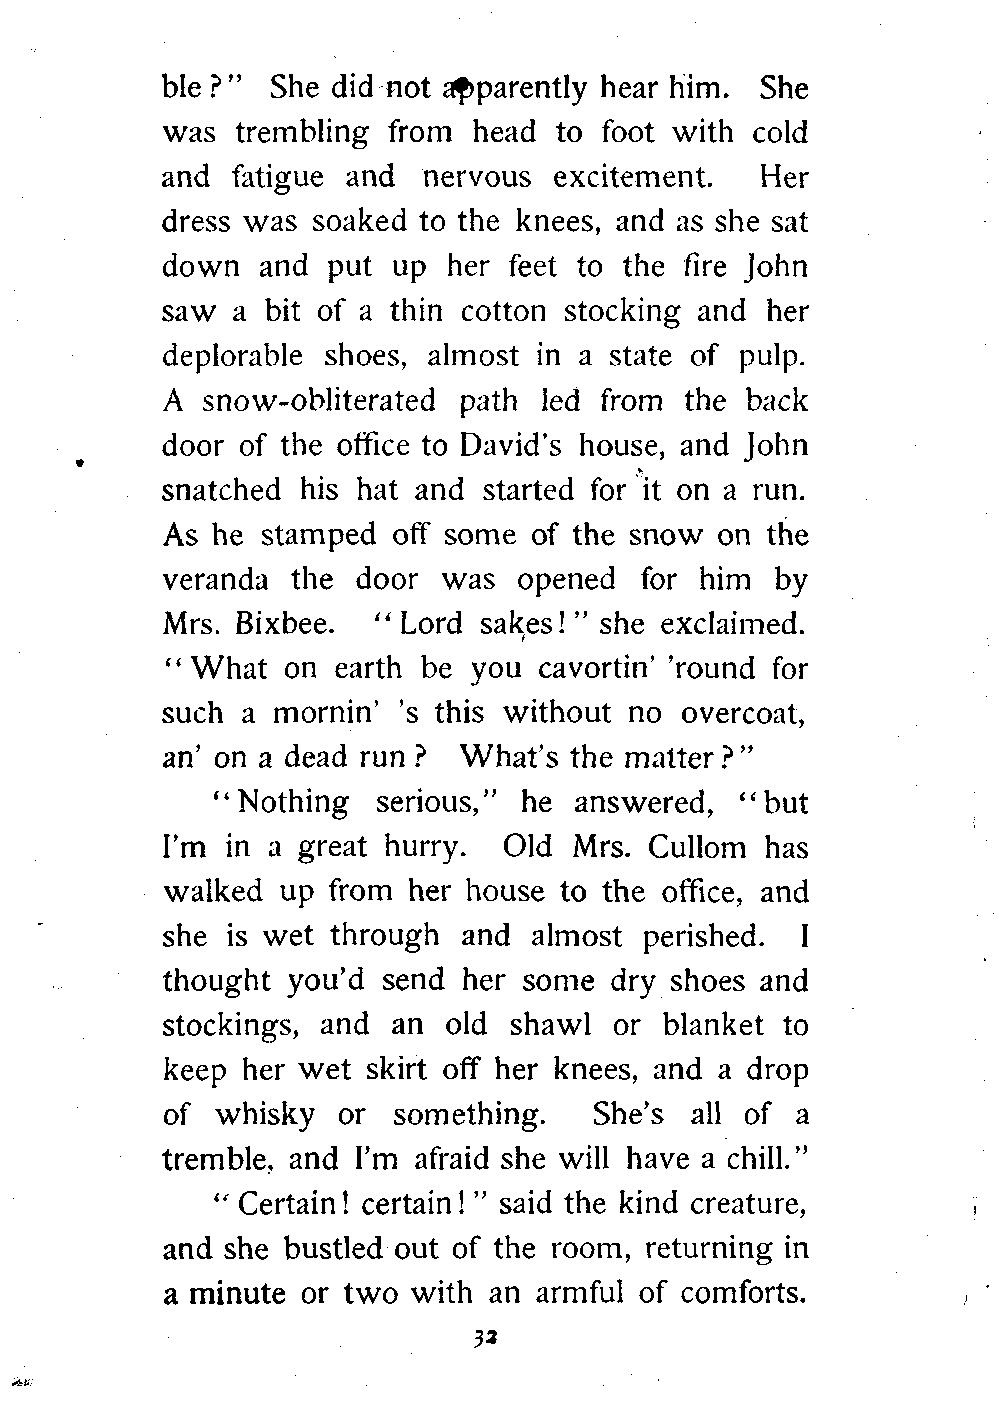 ble?" She did not apparently hear him. She
was trembling from head to foot with cold
and fatigue and nervous excitement. Her
dress was soaked to the knees, and as she sat
down and put up her feet to the fire John
saw a bit of a thin cotton stocking and her
deplorable shoes, almost in a state of pulp.
A snow-obliterated path led from the back
door of the office to David's house, and John
snatched his hat and started for it on a run.
As he stamped off some of the snow on the
veranda the door was opened for him by
Mrs. Bixbee. "Lord sakes!" she exclaimed.
"What on earth be you cavortin' 'round for
such a mornin' 's this without no overcoat,
an' on a dead run? What's the matter?"
"Nothing serious," he answered, "but
I'm in a great hurry. Old Mrs. Cullom has
walked up from her house to the office, and
she is wet through and almost perished. I
thought you'd send her some dry shoes and
stockings, and an old shawl or blanket to
keep her wet skirt off her knees, and a drop
of whisky or something. She's all of a
tremble, and I'm afraid she will have a chill."
"Certain! certain!" said the kind creature,
and she bustled out of the room, returning in
a minute or two with an armful of comforts.
32